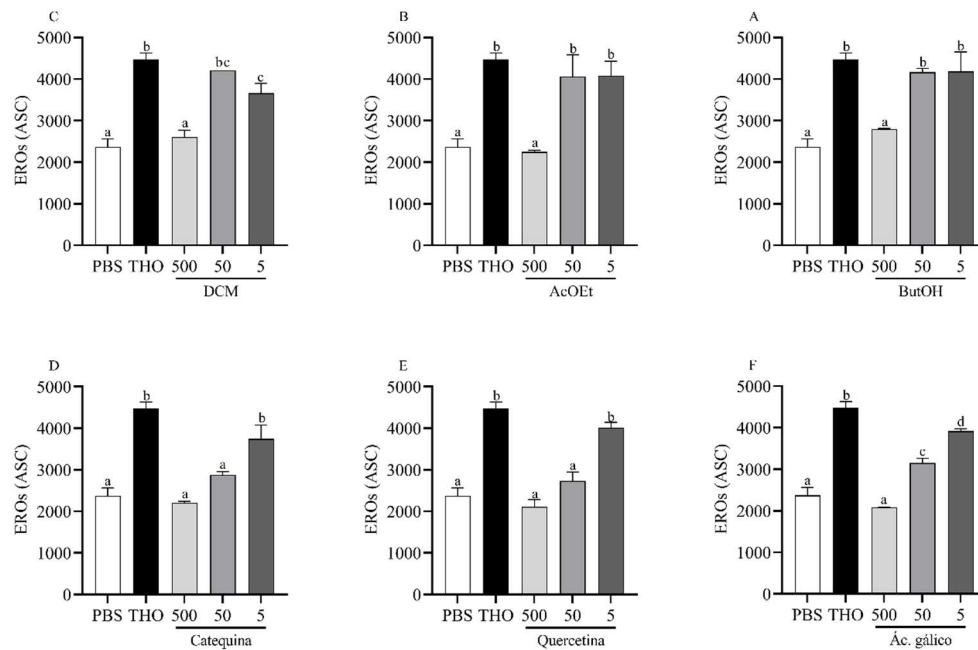 C
EROs (ASC)
5000
4000
3000
2000
1000
0
a
b
a
bc
c
PBS THO 500 50 5
DCM
B
EROs (ASC)
5000
4000
3000
2000
1000
0
a
b
a
b
b
PBS THO 500 50 5
AcOEt
A
EROs (ASC)
5000
4000
3000
2000
1000
0
a
b
a
b
b
PBS THO 500 50 5
ButOH
D
EROs (ASC)
5000
4000
3000
2000
1000
0
a
b
a
a
b
PBS THO 500 50 5
Catequina
E
EROs (ASC)
5000
4000
3000
2000
1000
0
a
b
a
a
b
PBS THO 500 50 5
Quercetina
F
EROs (ASC)
5000
4000
3000
2000
1000
0
a
b
a
c
d
PBS THO 500 50 5
Ác. gálico